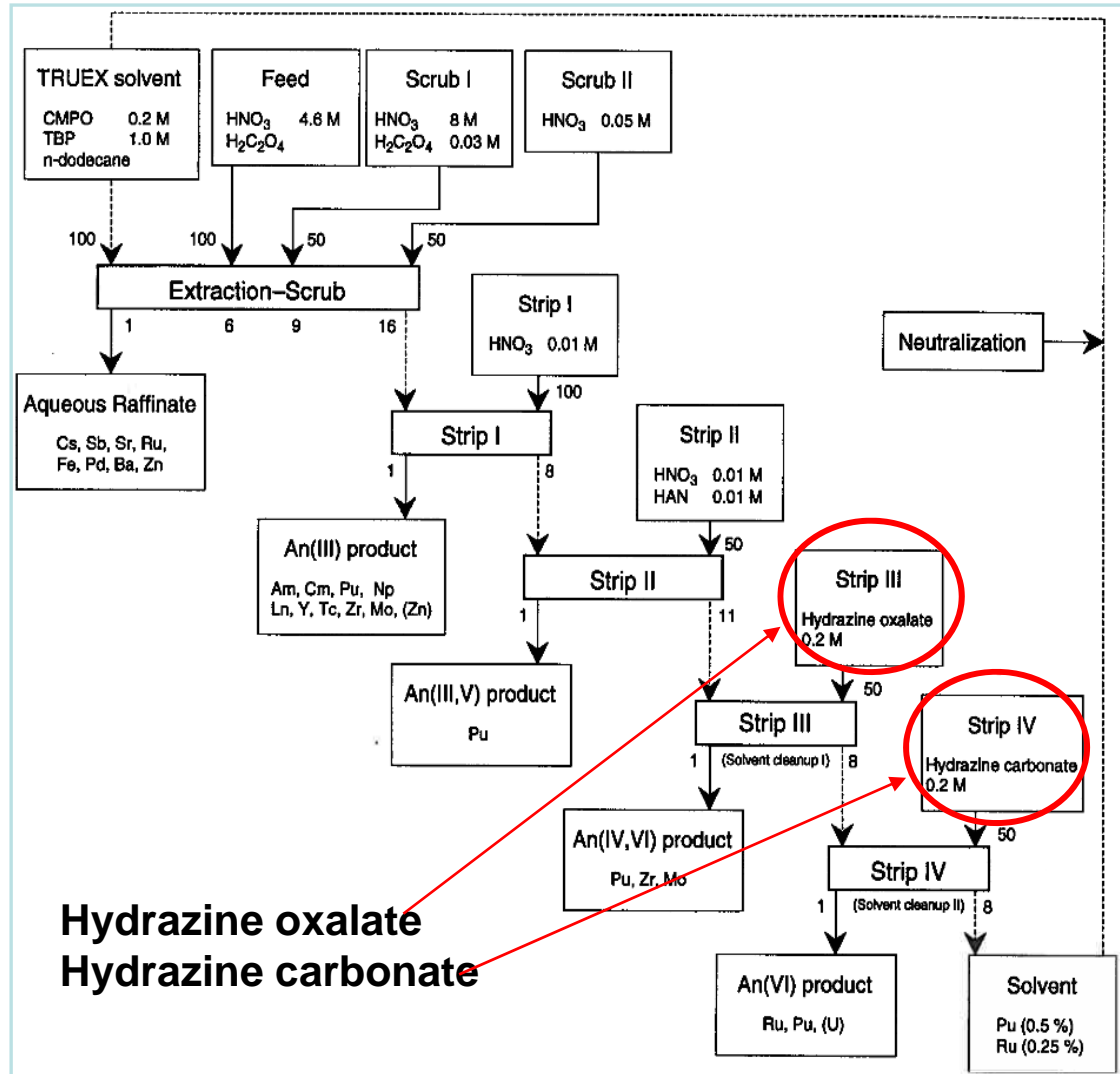 TRUEX solvent
CMPO 0.2 M
TBP 1.0 M
n-dodecane
Feed
HNO₃ 4.6 M
H₂C₂O₄
Scrub I
HNO₃ 8 M
H₂C₂O₄ 0.03 M
Scrub II
HNO₃ 0.05 M
100
100
50
50
Extraction–Scrub
1
6
9
16
Strip I
HNO₃ 0.01 M
Neutralization
100
Aqueous Raffinate
Cs, Sb, Sr, Ru,
Fe, Pd, Ba, Zn
Strip I
1
8
Strip II
HNO₃ 0.01 M
HAN 0.01 M
50
An(III) product
Am, Cm, Pu, Np
Ln, Y, Tc, Zr, Mo, (Zn)
Strip II
1
11
Strip III
Hydrazine oxalate
0.2 M
50
An(III,V) product
Pu
Strip III
1
(Solvent cleanup I)
8
Strip IV
Hydrazine carbonate
0.2 M
50
An(IV,VI) product
Pu, Zr, Mo
Strip IV
1
(Solvent cleanup II)
8
Hydrazine oxalate
Hydrazine carbonate
An(VI) product
Ru, Pu, (U)
Solvent
Pu (0.5 %)
Ru (0.25 %)